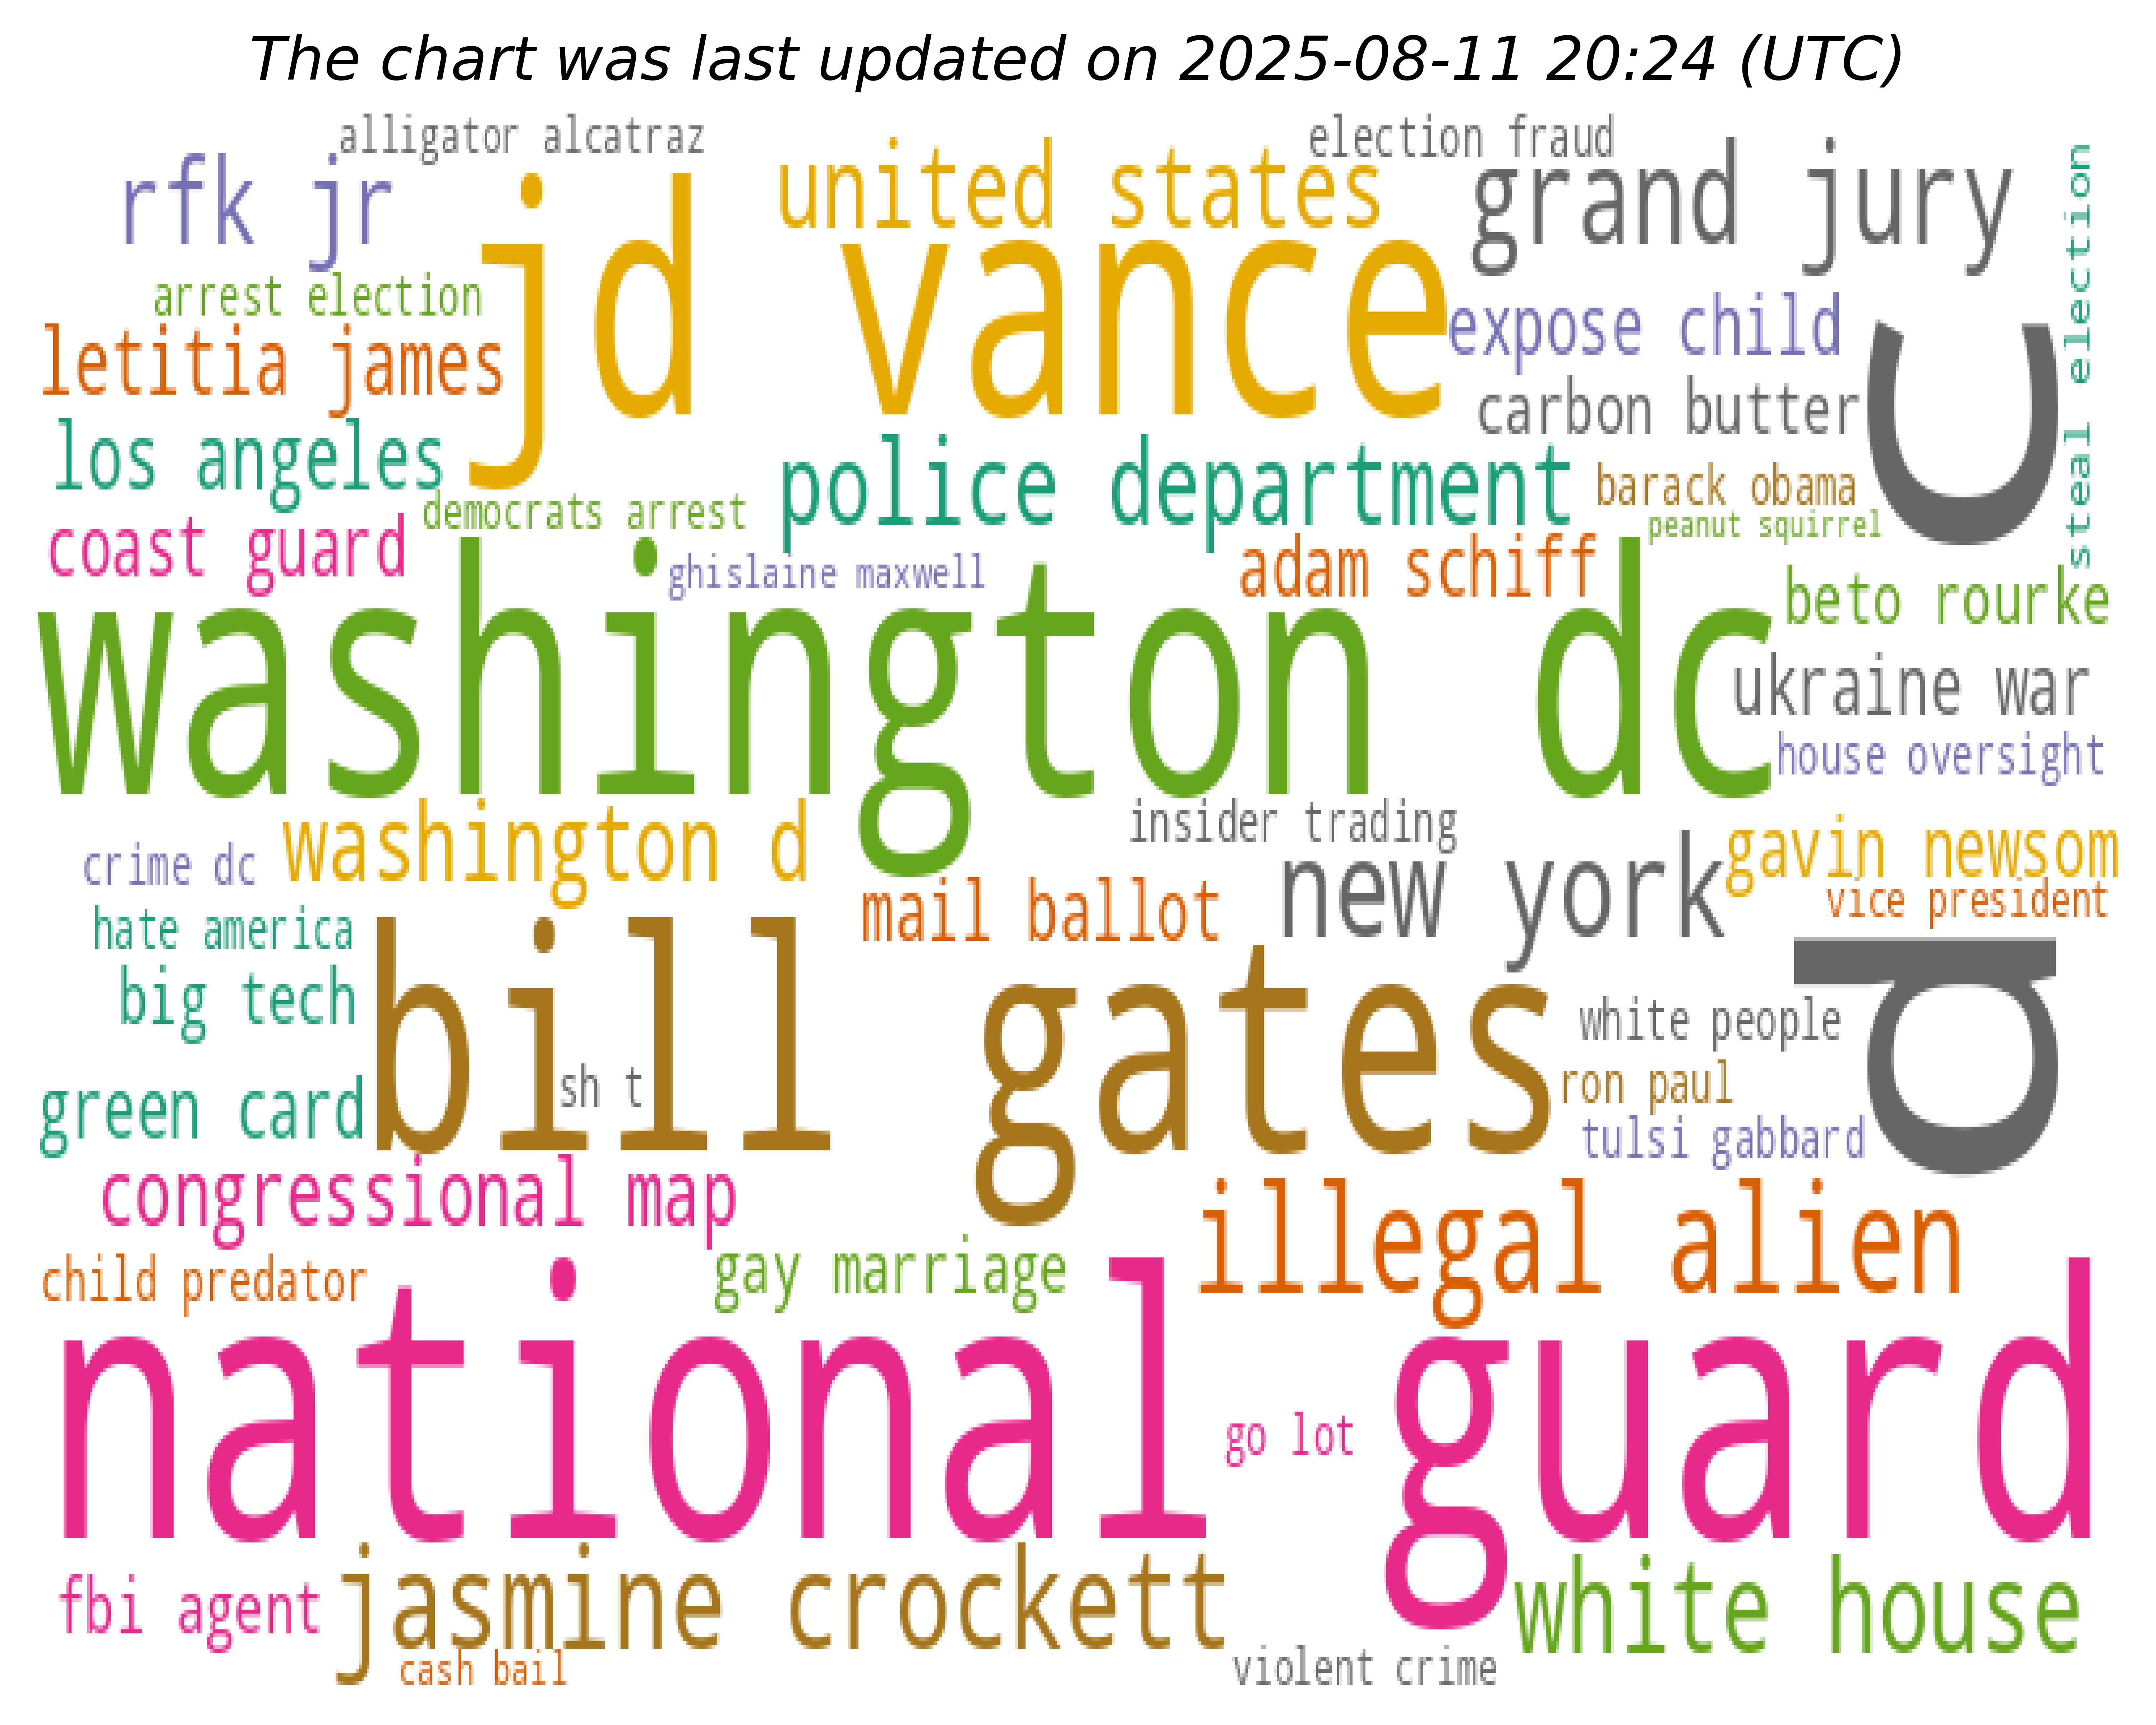 The chart was last updated on 2025-08-11 20:24 (UTC)
alligator alcatraz
election fraud
rfk jr
jd vance
united states
grand jury
steal election
arrest election
expose child
letitia james
carbon butter
d c
los angeles
police department
barack obama
democrats arrest
peanut squirrel
coast guard
ghislaine maxwell
adam schiff
beto rourke
washington dc
ukraine war
house oversight
washington d
insider trading
gavin newsom
crime dc
new york
vice president
mail ballot
hate america
bill gates
big tech
white people
sh t
ron paul
green card
tulsi gabbard
congressional map
illegal alien
child predator
gay marriage
national guard
go lot
fbi agent
jasmine crockett
white house
cash bail
violent crime